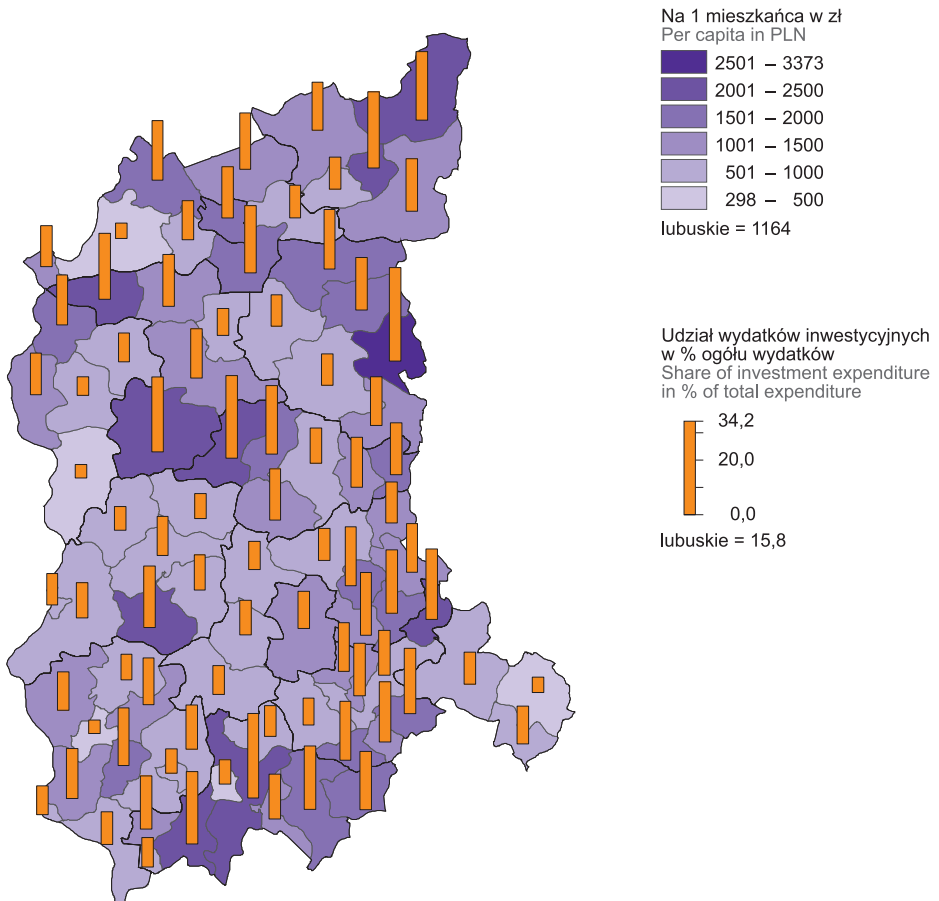 Na 1 mieszkańca w zł
Per capita in PLN
2501 – 3373
2001 – 2500
1501 – 2000
1001 – 1500
501 – 1000
298 – 500
lubuskie = 1164
Udział wydatków inwestycyjnych
w % ogółu wydatków
Share of investment expenditure
in % of total expenditure
34,2
20,0
0,0
lubuskie = 15,8